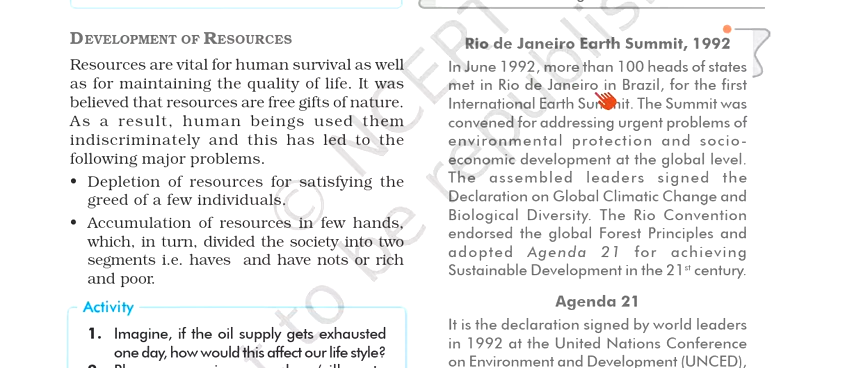 DEVELOPMENT OF RESOURCES
Resources are vital for human survival as well
as for maintaining the quality of life. It was
believed that resources are free gifts of nature.
As a result, human beings used them
indiscriminately and this has led to the
following major problems.
• Depletion of resources for satisfying the
greed of a few individuals.
• Accumulation of resources in few hands,
which, in turn, divided the society into two
segments i.e. haves and have nots or rich
and poor.
Activity
1. Imagine, if the oil supply gets exhausted
one day, how would this affect our life style?
Rio de Janeiro Earth Summit, 1992
In June 1992, more than 100 heads of states
met in Rio de Janeiro in Brazil, for the first
International Earth Summit. The Summit was
convened for addressing urgent problems of
environmental protection and socio-
economic development at the global level.
The assembled leaders signed the
Declaration on Global Climatic Change and
Biological Diversity. The Rio Convention
endorsed the global Forest Principles and
adopted Agenda 21 for achieving
Sustainable Development in the 21st century.
Agenda 21
It is the declaration signed by world leaders
in 1992 at the United Nations Conference
on Environment and Development (UNCED),
© NCERT
to be republish